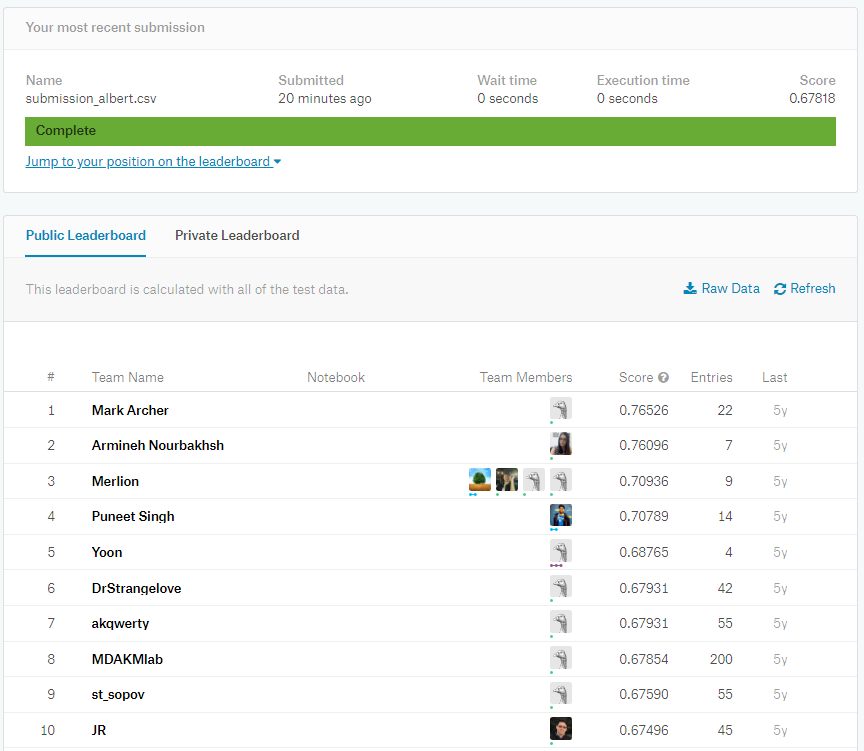 Your most recent submission
Name Submitted Wait time Execution time Score
submission_albert.csv 20 minutes ago 0 seconds 0 seconds 0.67818
Complete
Jump to your position on the leaderboard
Public Leaderboard Private Leaderboard
This leaderboard is calculated with all of the test data. Raw Data Refresh
# Team Name Notebook Team Members Score Entries Last
1 Mark Archer 0.76526 22 5y
2 Armineh Nourbakhsh 0.76096 7 5y
3 Merlion 0.70936 9 5y
4 Puneet Singh 0.70789 14 5y
5 Yoon 0.68765 4 5y
6 DrStrangelove 0.67931 42 5y
7 akqwerty 0.67931 55 5y
8 MDAKMlab 0.67854 200 5y
9 st_sopov 0.67590 55 5y
10 JR 0.67496 45 5y